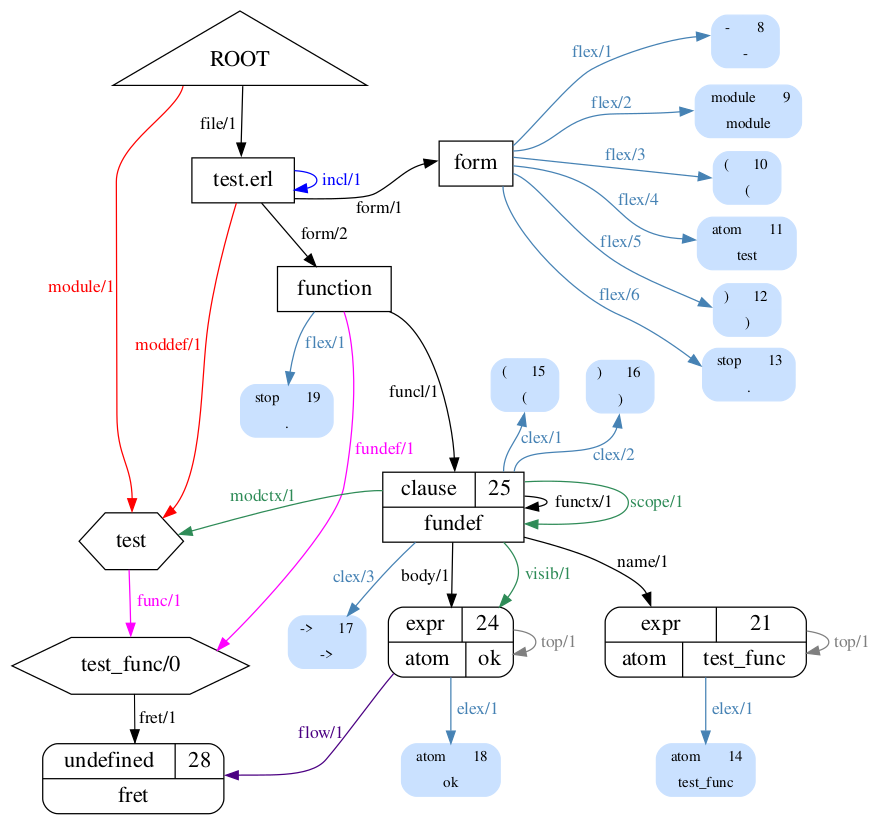 ROOT
- 8
-
flex/1
module 9
module
flex/2
file/1
( 10
(
flex/3
form
test.erl
incl/1
form/1
flex/4
atom 11
test
form/2
flex/5
) 12
)
function
module/1
flex/6
moddef/1
flex/1
stop 13
.
( 15
(
) 16
)
stop 19
.
funcl/1
clex/1
fundef/1
clex/2
clause 25
fundef
modctx/1
functx/1
scope/1
test
clex/3
body/1
visib/1
name/1
func/1
-> 17
->
expr 24
atom ok
top/1
expr 21
atom test_func
top/1
test_func/0
fret/1
flow/1
elex/1
elex/1
undefined 28
fret
atom 18
ok
atom 14
test_func